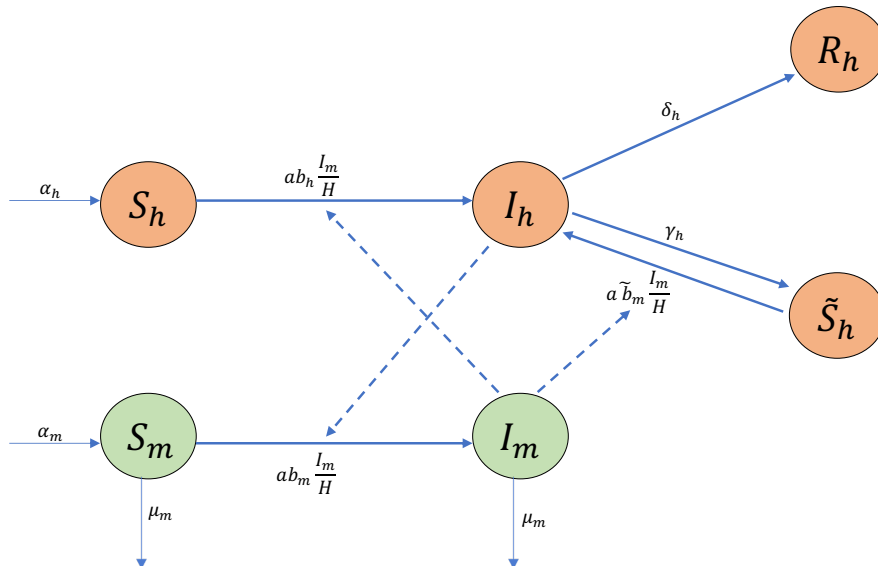 R_h
δ_h
α_h
S_h
ab_h I_m/H
I_h
γ_h
a b̃_m I_m/H
S̃_h
α_m
S_m
ab_m I_m/H
I_m
μ_m
μ_m